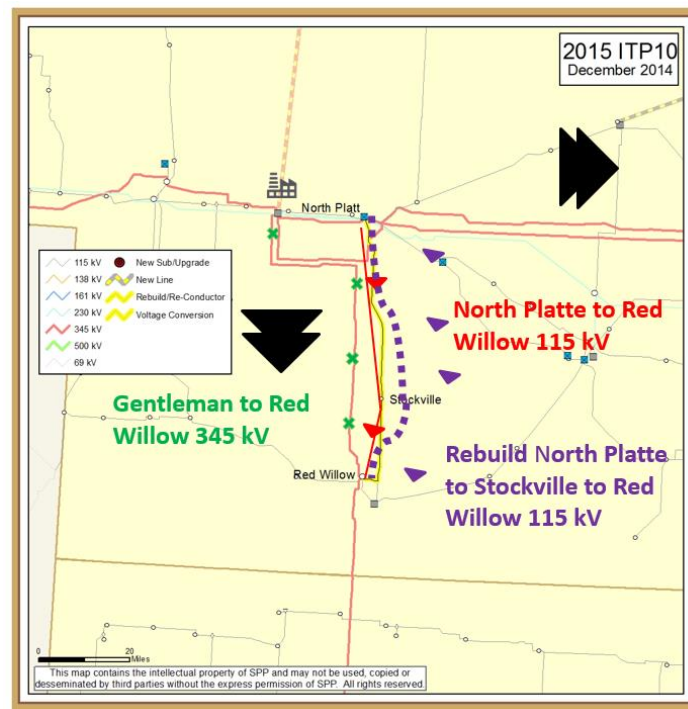 2015 ITP10
December 2014
North Platt
115 kV
138 kV
161 kV
230 kV
345 kV
500 kV
69 kV
New Sub/Upgrade
New Line
Rebuild/Re-Conductor
Voltage Conversion
North Platte to Red
Willow 115 kV
Gentleman to Red
Willow 345 kV
Stockville
Red Willow
Rebuild North Platte
to Stockville to Red
Willow 115 kV
0 20
Miles
This map contains the intellectual property of SPP and may not be used, copied or
desseminated by third parties without the express permission of SPP. All rights reserved.